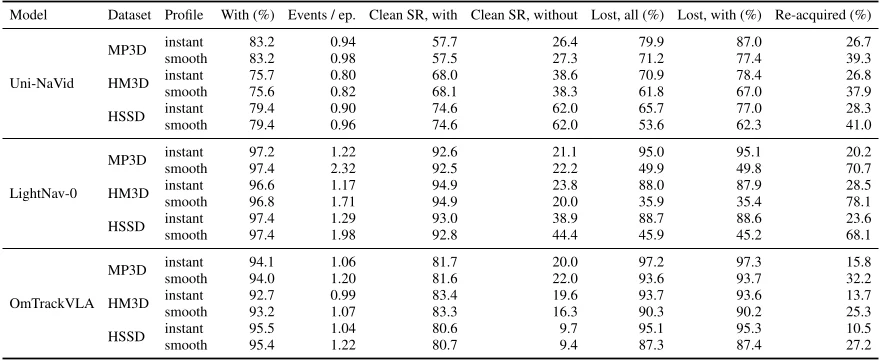 Model Dataset Profile With (%) Events / ep. Clean SR, with Clean SR, without Lost, all (%) Lost, with (%) Re-acquired (%)
Uni-NaVid MP3D instant 83.2 0.94 57.7 26.4 79.9 87.0 26.7
smooth 83.2 0.98 57.5 27.3 71.2 77.4 39.3
HM3D instant 75.7 0.80 68.0 38.6 70.9 78.4 26.8
smooth 75.6 0.82 68.1 38.3 61.8 67.0 37.9
HSSD instant 79.4 0.90 74.6 62.0 65.7 77.0 28.3
smooth 79.4 0.96 74.6 62.0 53.6 62.3 41.0
LightNav-0 MP3D instant 97.2 1.22 92.6 21.1 95.0 95.1 20.2
smooth 97.4 2.32 92.5 22.2 49.9 49.8 70.7
HM3D instant 96.6 1.17 94.9 23.8 88.0 87.9 28.5
smooth 96.8 1.71 94.9 20.0 35.9 35.4 78.1
HSSD instant 97.4 1.29 93.0 38.9 88.7 88.6 23.6
smooth 97.4 1.98 92.8 44.4 45.9 45.2 68.1
OmTrackVLA MP3D instant 94.1 1.06 81.7 20.0 97.2 97.3 15.8
smooth 94.0 1.20 81.6 22.0 93.6 93.7 32.2
HM3D instant 92.7 0.99 83.4 19.6 93.7 93.6 13.7
smooth 93.2 1.07 83.3 16.3 90.3 90.2 25.3
HSSD instant 95.5 1.04 80.6 9.7 95.1 95.3 10.5
smooth 95.4 1.22 80.7 9.4 87.3 87.4 27.2